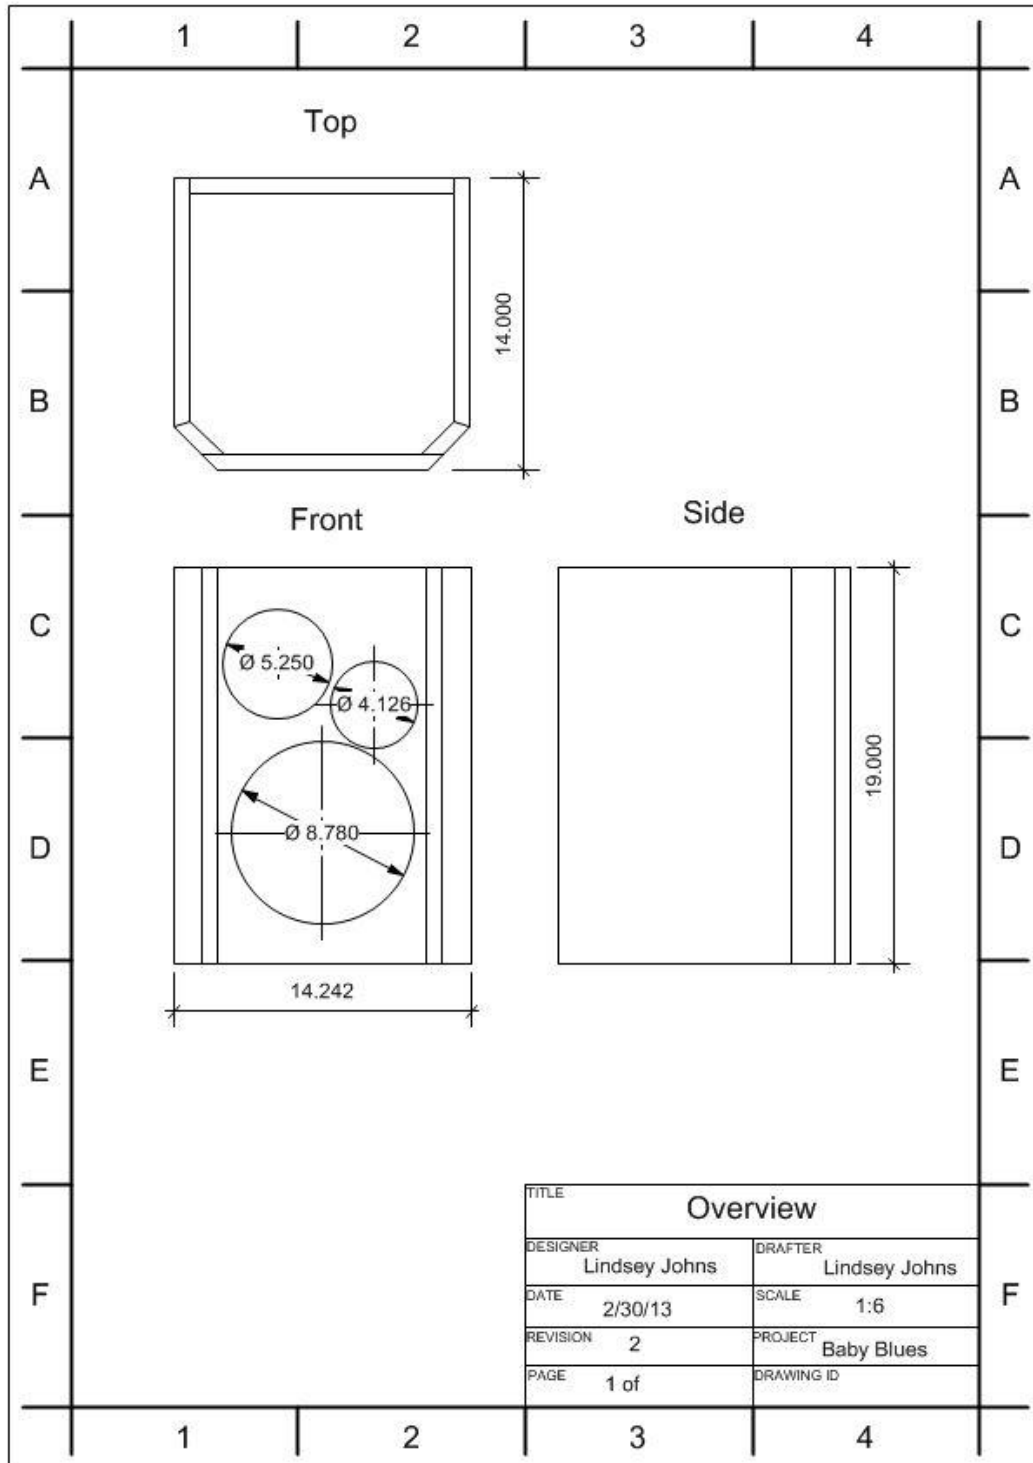 1 2 3 4
Top
A A
14.000
B B
Front Side
C C
Ø 5.250
Ø 4.126
19.000
D D
Ø 8.780
14.242
E E
TITLE
Overview
DESIGNER
Lindsey Johns
DRAFTER
Lindsey Johns
F F
DATE 2/30/13
SCALE 1:6
REVISION 2
PROJECT Baby Blues
PAGE 1 of
DRAWING ID
1 2 3 4